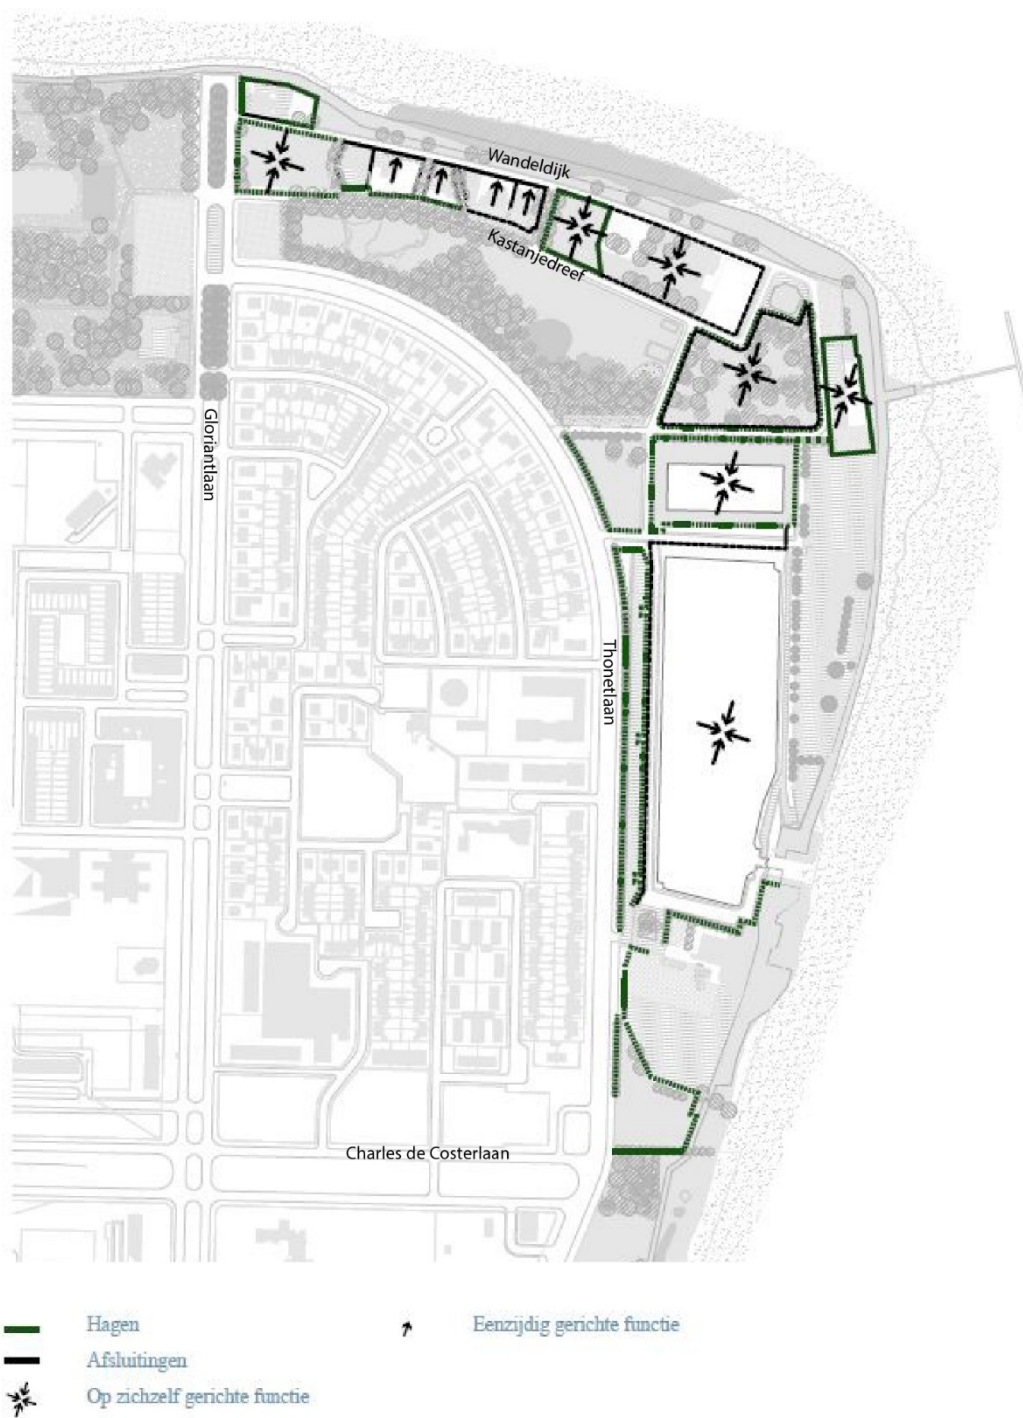 Wandeldijk
Kastanjedreef
Gloriantlaan
Thonetlaan
Charles de Costerlaan
Hagen
Eenzijdig gerichte functie
Afsluitingen
Op zichzelf gerichte functie